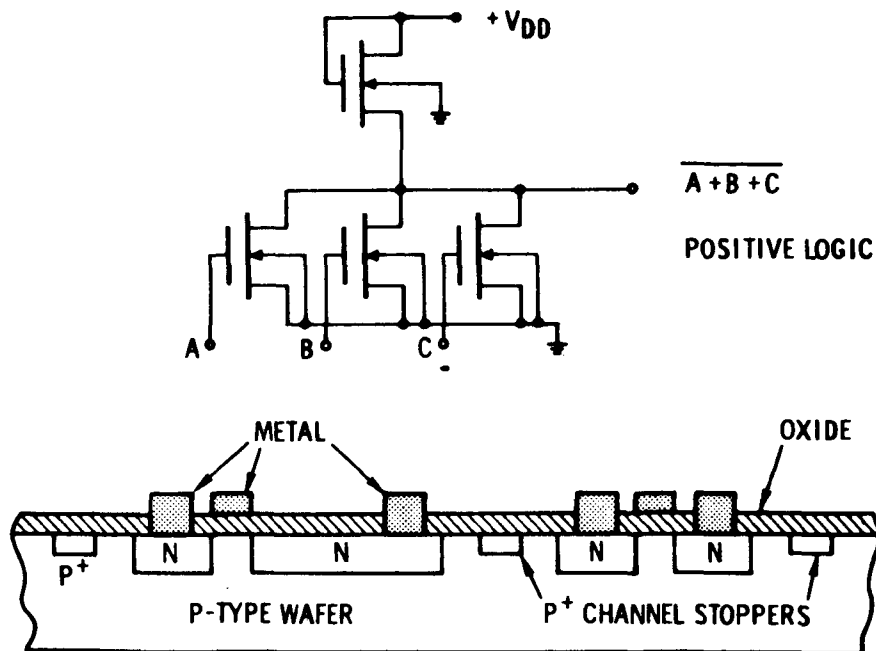 +VDD
A+B+C
POSITIVE LOGIC
A
B
C
METAL
OXIDE
P+
N
N
N
N
P-TYPE WAFER
P+ CHANNEL STOPPERS